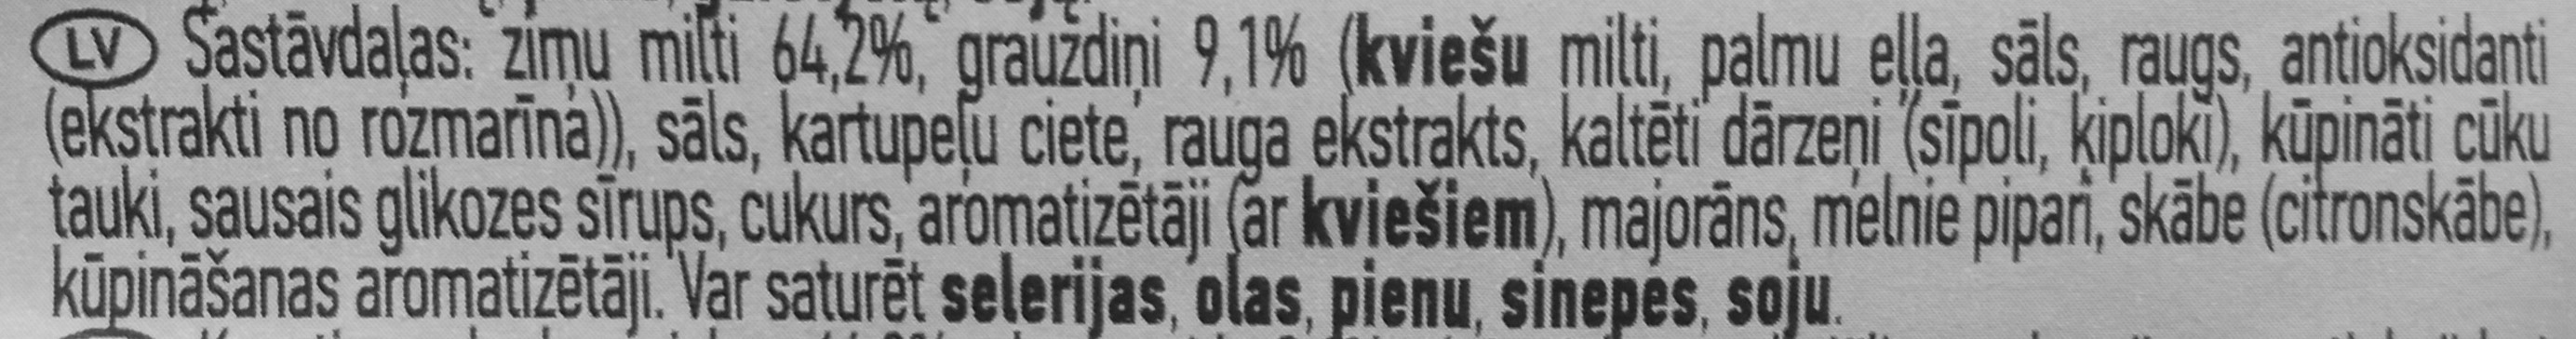 LV Sastāvdaļas: zirņu milti 64,2%, grauzdiņi 9,1% (kviešu milti, palmu eļļa, sāls, raugs, antioksidanti
(ekstrakti no rozmarīna)), sāls, kartupeļu ciete, rauga ekstrakts, kaltēti dārzeņi (sīpoli, ķiploki), kūpināti cūku
tauki, sausais glikozes sīrups, cukurs, aromatizētāji (ar kviešiem), majorāns, melnie pipari, skābe (citronskābe),
kūpināšanas aromatizētāji. Var saturēt selerijas, olas, pienu, sinepes, soju.